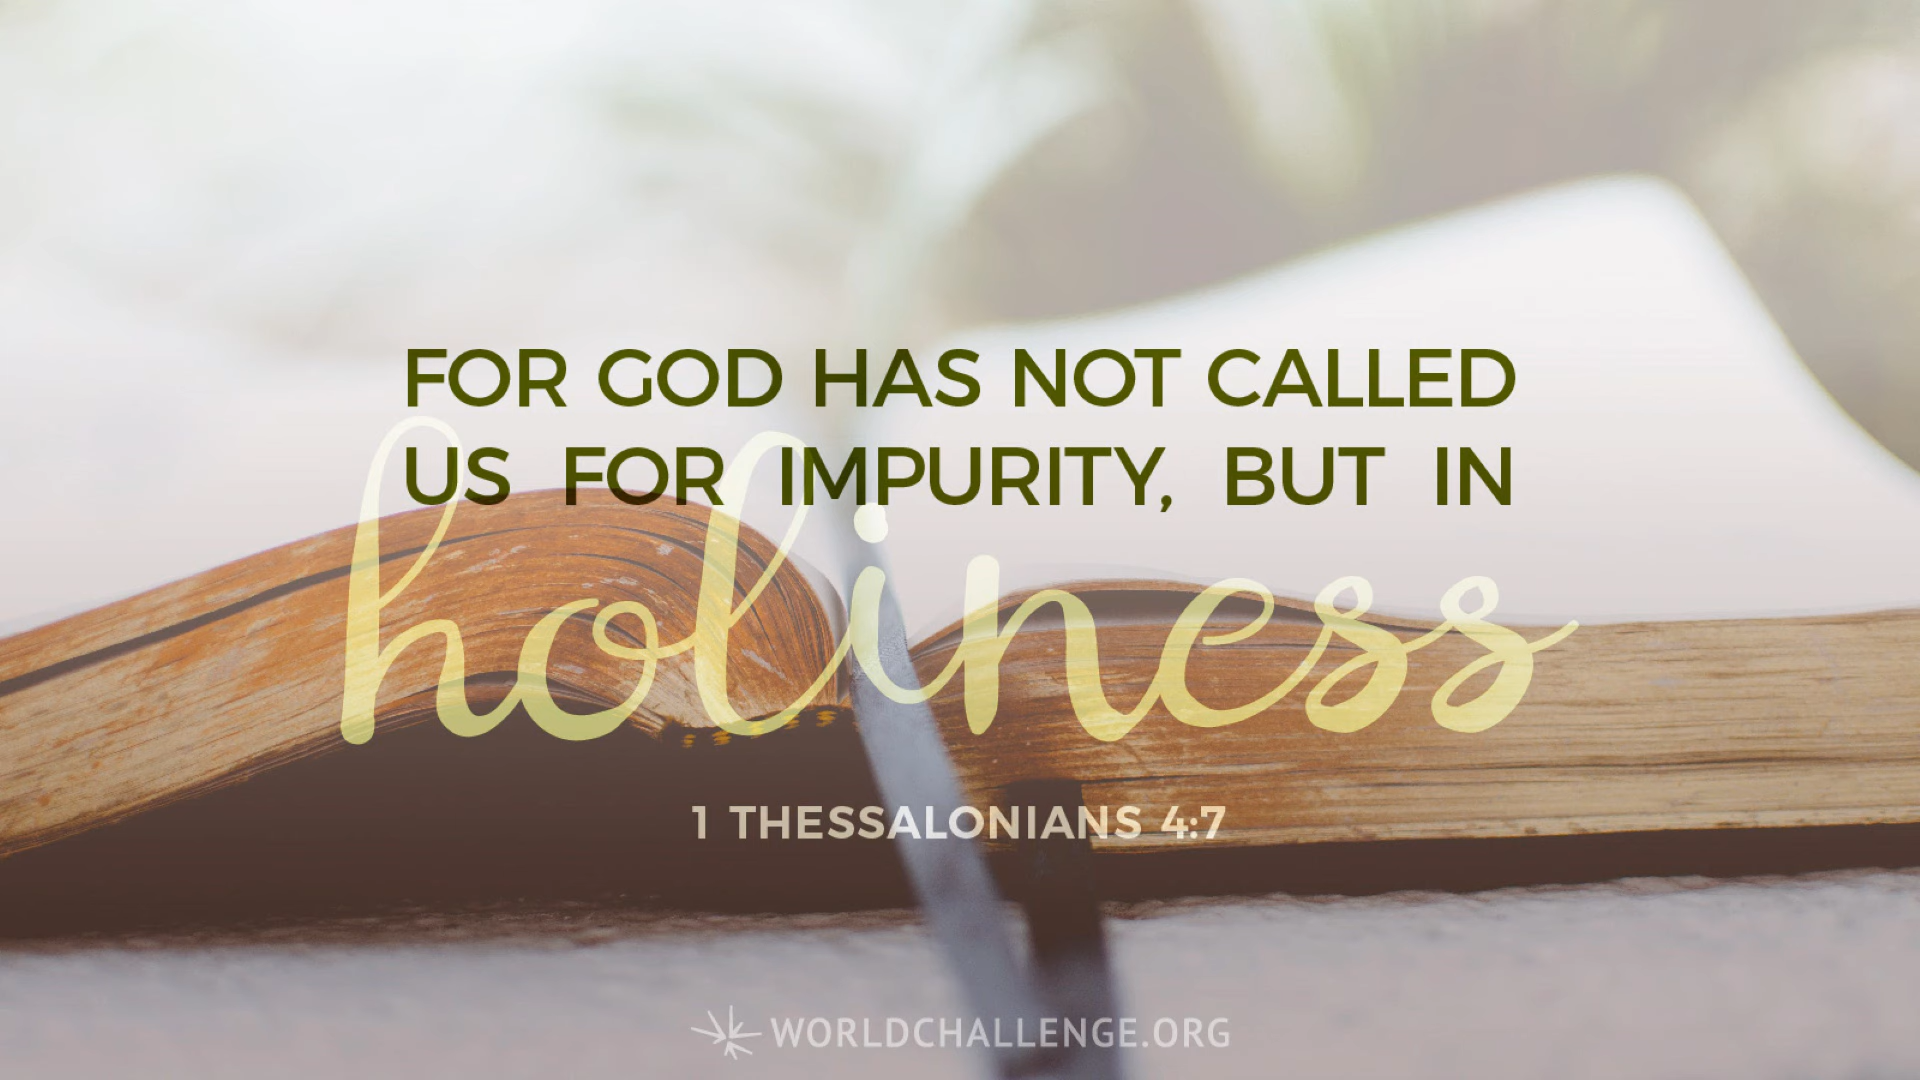 FOR GOD HAS NOT CALLED
US FOR IMPURITY, BUT IN
holiness
1 THESSALONIANS 4:7
WORLDCHALLENGE.ORG